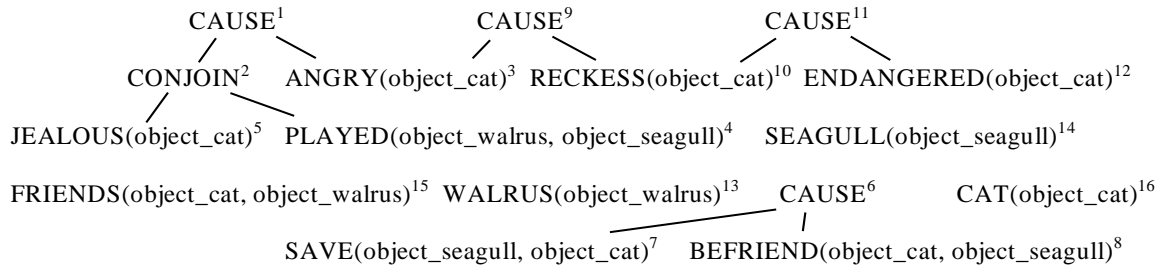 CAUSE¹ CAUSE⁹ CAUSE¹¹
CONJOIN² ANGRY(object_cat)³ RECKESS(object_cat)¹⁰ ENDANGERED(object_cat)¹²
JEALOUS(object_cat)⁵ PLAYED(object_walrus, object_seagull)⁴ SEAGULL(object_seagull)¹⁴
FRIENDS(object_cat, object_walrus)¹⁵ WALRUS(object_walrus)¹³ CAUSE⁶ CAT(object_cat)¹⁶
SAVE(object_seagull, object_cat)⁷ BEFRIEND(object_cat, object_seagull)⁸